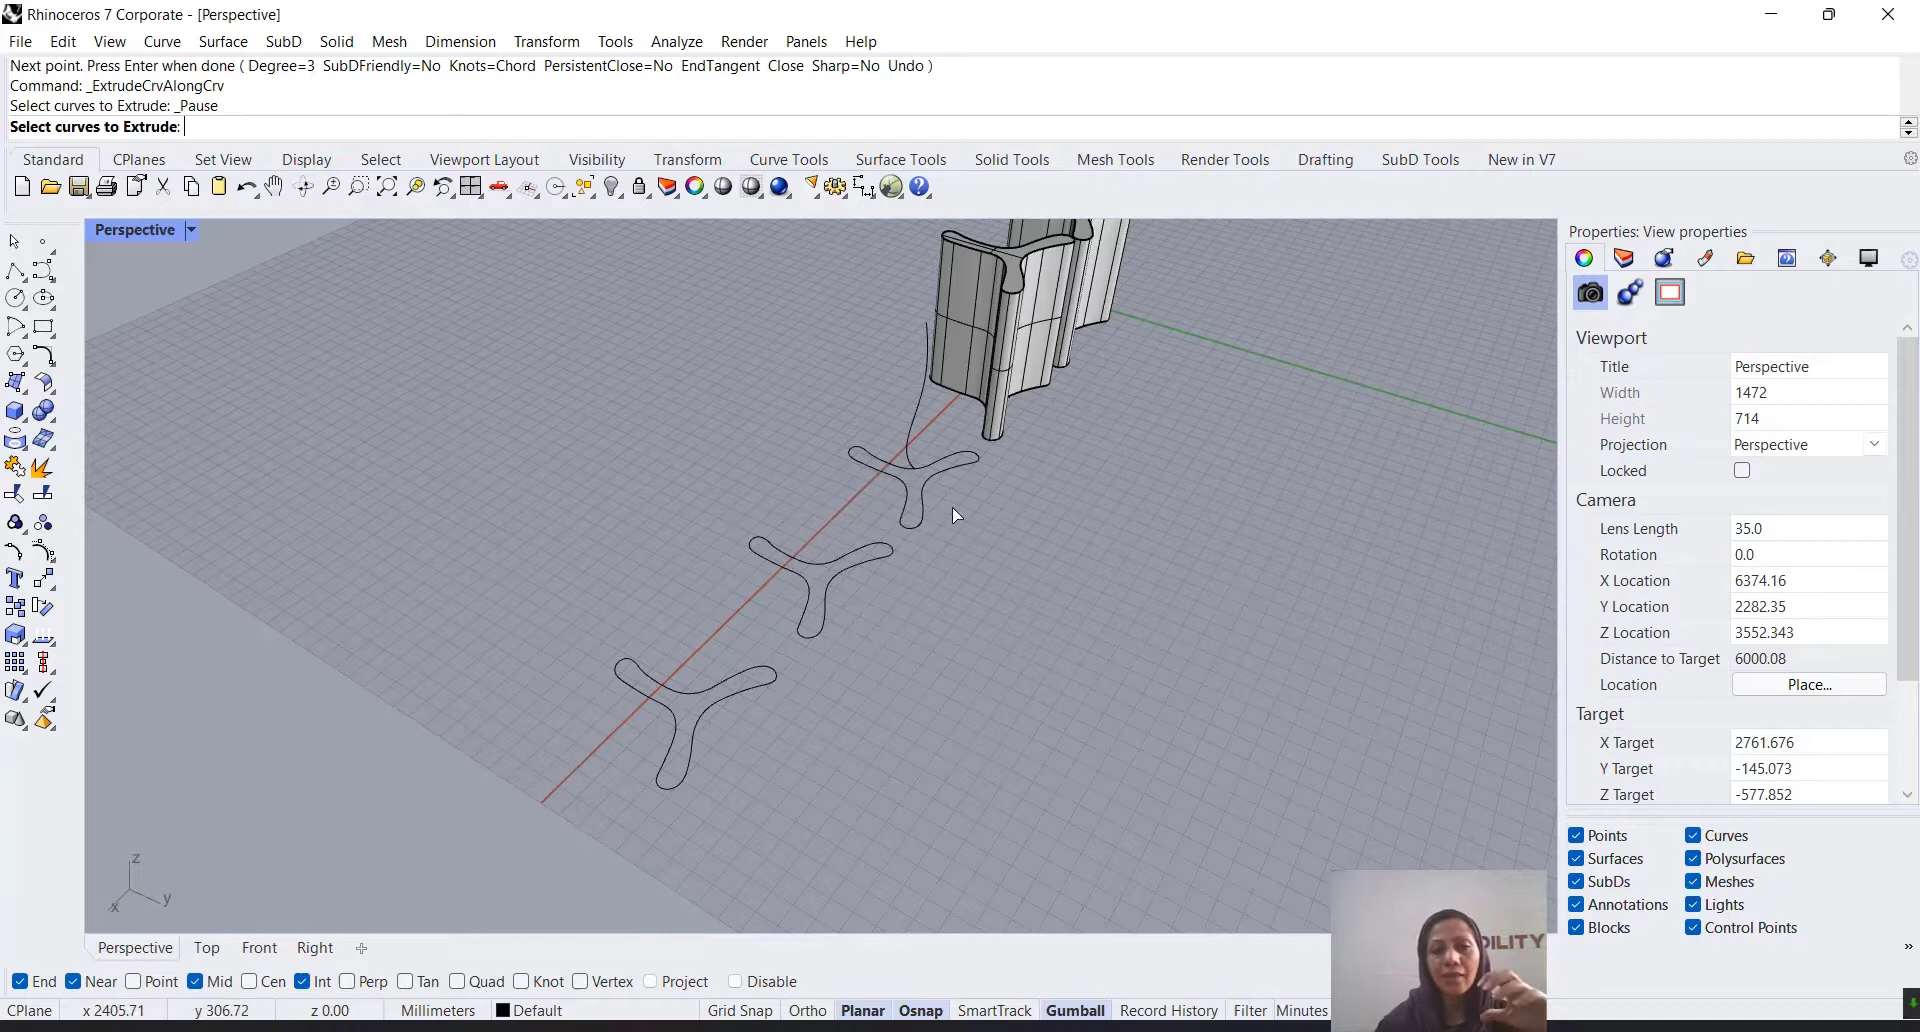 Rhinoceros 7 Corporate - [Perspective]
File Edit View Curve Surface SubD Solid Mesh Dimension Transform Tools Analyze Render Panels Help
Next point. Press Enter when done ( Degree=3 SubDFriendly=No Knots=Chord PersistentClose=No EndTangent Close Sharp=No Undo )
Command: _ExtrudeCrvAlongCrv
Select curves to Extrude: _Pause
Select curves to Extrude:
Standard CPlanes Set View Display Select Viewport Layout Visibility Transform Curve Tools Surface Tools Solid Tools Mesh Tools Render Tools Drafting SubD Tools New in V7
Perspective
Properties: View properties
Viewport
Title Perspective
Width 1472
Height 714
Projection Perspective
Locked
Camera
Lens Length 35.0
Rotation 0.0
X Location 6374.16
Y Location 2282.35
Z Location 3552.343
Distance to Target 6000.08
Location Place...
Target
X Target 2761.676
Y Target -145.073
Z Target -577.852
Points Curves
Surfaces Polysurfaces
SubDs Meshes
Annotations Lights
Blocks Control Points
z
y
x
Perspective Top Front Right
End Near Point Mid Cen Int Perp Tan Quad Knot Vertex Project Disable
CPlane x 2405.71 y 306.72 z 0.00 Millimeters Default Grid Snap Ortho Planar Osnap SmartTrack Gumball Record History Filter Minutes